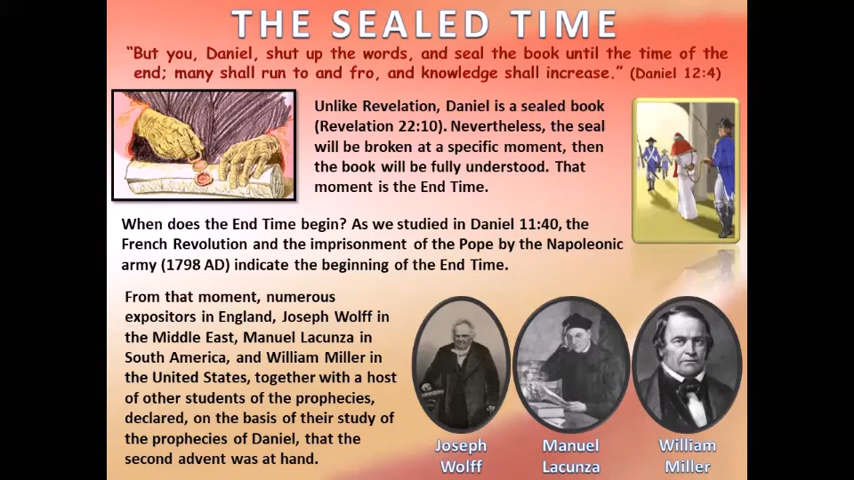 THE SEALED TIME
“But you, Daniel, shut up the words, and seal the book until the time of the
end; many shall run to and fro, and knowledge shall increase.” (Daniel 12:4)
Unlike Revelation, Daniel is a sealed book
(Revelation 22:10). Nevertheless, the seal
will be broken at a specific moment, then
the book will be fully understood. That
moment is the End Time.
When does the End Time begin? As we studied in Daniel 11:40, the
French Revolution and the imprisonment of the Pope by the Napoleonic
army (1798 AD) indicate the beginning of the End Time.
From that moment, numerous
expositors in England, Joseph Wolff in
the Middle East, Manuel Lacunza in
South America, and William Miller in
the United States, together with a host
of other students of the prophecies,
declared, on the basis of their study of
the prophecies of Daniel, that the
second advent was at hand.
Joseph
Wolff
Manuel
Lacunza
William
Miller